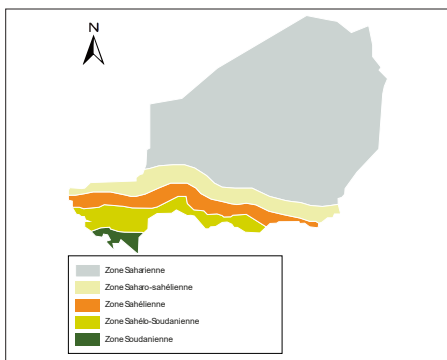 N
Zone Saharienne
Zone Saharo-sahélienne
Zone Sahélienne
Zone Sahélo-Soudanienne
Zone Soudanienne